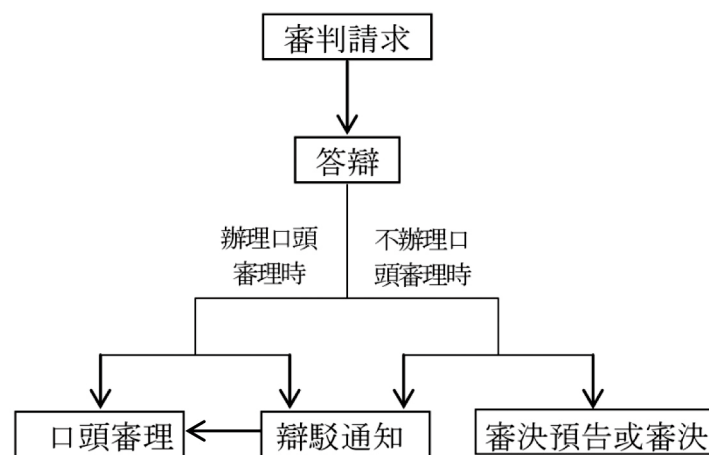 審判請求
答辯
辦理口頭
審理時
不辦理口
頭審理時
口頭審理
辯駁通知
審決預告或審決